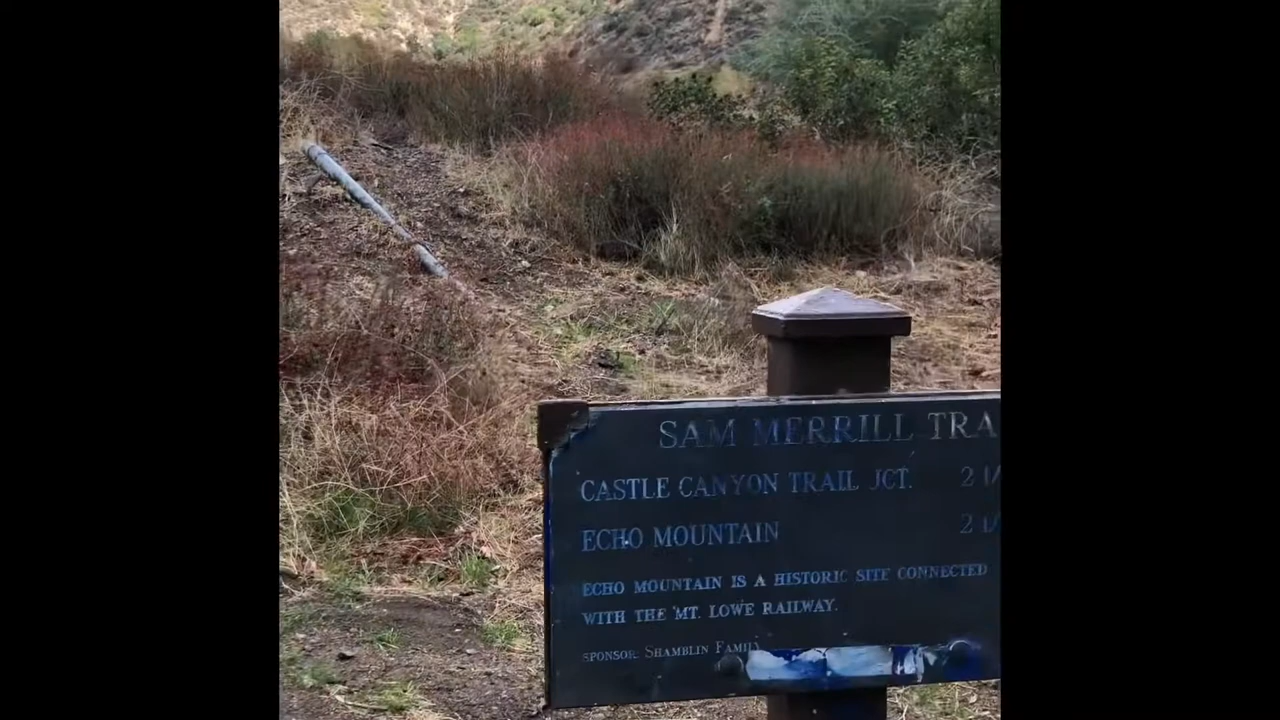 SAM MERRILL TRA
CASTLE CANYON TRAIL JCT. 2 1/
ECHO MOUNTAIN 2 1/
ECHO MOUNTAIN IS A HISTORIC SITE CONNECTED
WITH THE MT. LOWE RAILWAY.
SPONSOR: SHAMBLIN FAMILY